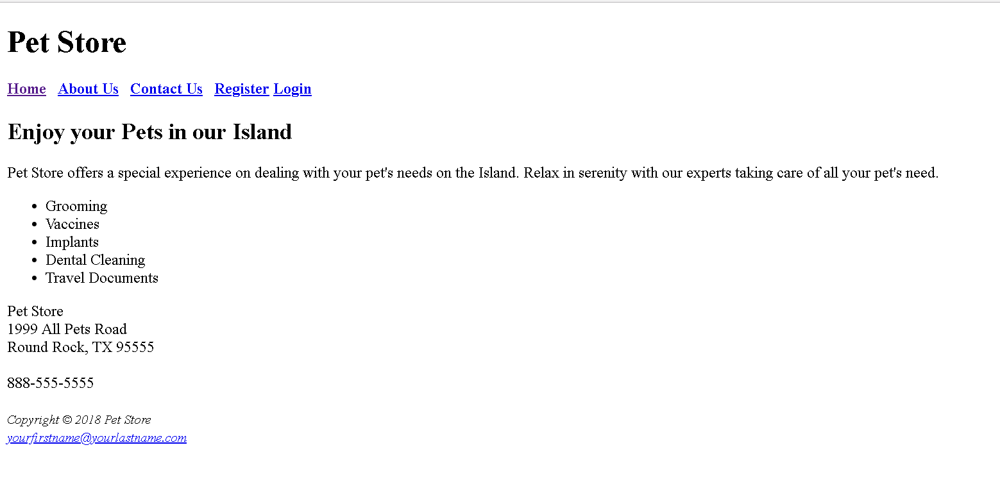 Pet Store
Home About Us Contact Us Register Login
Enjoy your Pets in our Island
Pet Store offers a special experience on dealing with your pet's needs on the Island. Relax in serenity with our experts taking care of all your pet's need.
• Grooming
• Vaccines
• Implants
• Dental Cleaning
• Travel Documents
Pet Store
1999 All Pets Road
Round Rock, TX 95555
888-555-5555
Copyright © 2018 Pet Store
yourfirstname@yourlastname.com